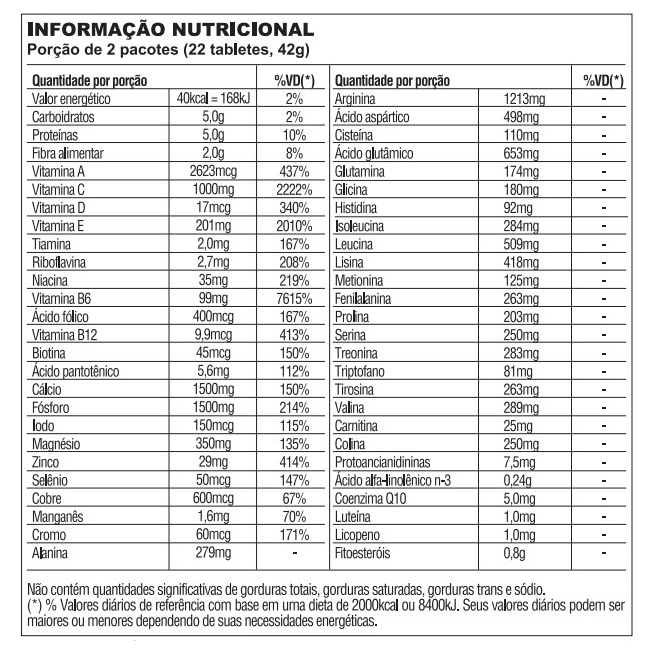 INFORMAÇÃO NUTRICIONAL
Porção de 2 pacotes (22 tabletes, 42g)
Quantidade por porção %VD(*)
Valor energético 40kcal = 168kJ 2%
Carboidratos 5,0g 2%
Proteínas 5,0g 10%
Fibra alimentar 2,0g 8%
Vitamina A 2623mcg 437%
Vitamina C 1000mg 2222%
Vitamina D 17mcg 340%
Vitamina E 201mg 2010%
Tiamina 2,0mg 167%
Riboflavina 2,7mg 208%
Niacina 35mg 219%
Vitamina B6 99mg 7615%
Ácido fólico 400mcg 167%
Vitamina B12 9,9mcg 413%
Biotina 45mcg 150%
Ácido pantotênico 5,6mg 112%
Cálcio 1500mg 150%
Fósforo 1500mg 214%
Iodo 150mcg 115%
Magnésio 350mg 135%
Zinco 29mg 414%
Selênio 50mcg 147%
Cobre 600mcg 67%
Manganês 1,6mg 70%
Cromo 60mcg 171%
Alanina 279mg -
Quantidade por porção %VD(*)
Arginina 1213mg -
Ácido aspártico 498mg -
Cisteína 110mg -
Ácido glutâmico 653mg -
Glutamina 174mg -
Glicina 180mg -
Histidina 92mg -
Isoleucina 284mg -
Leucina 509mg -
Lisina 418mg -
Metionina 125mg -
Fenilalanina 263mg -
Prolina 203mg -
Serina 250mg -
Treonina 283mg -
Triptofano 81mg -
Tirosina 263mg -
Valina 289mg -
Carnitina 25mg -
Colina 250mg -
Protoancianidininas 7,5mg -
Ácido alfa-linolênico n-3 0,24g -
Coenzima Q10 5,0mg -
Luteína 1,0mg -
Licopeno 1,0mg -
Fitoesteróis 0,8g -
Não contém quantidades significativas de gorduras totais, gorduras saturadas, gorduras trans e sódio.
(*) % Valores diários de referência com base em uma dieta de 2000kcal ou 8400kJ. Seus valores diários podem ser
maiores ou menores dependendo de suas necessidades energéticas.